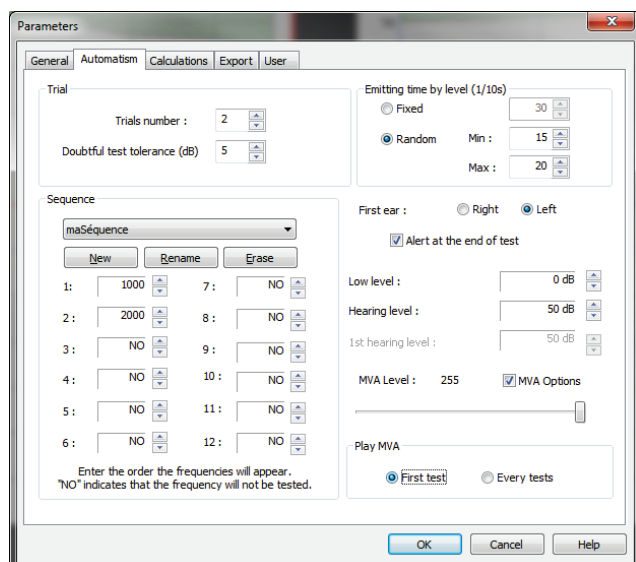 Parameters
General Automatism Calculations Export User
Trial
Trials number : 2
Doubtful test tolerance (dB) 5
Emitting time by level (1/10s)
Fixed 30
Random Min : 15
Max : 20
Sequence
maSéquence
New Rename Erase
1: 1000 7 : NO
2 : 2000 8 : NO
3 : NO 9 : NO
4 : NO 10 : NO
5 : NO 11 : NO
6 : NO 12 : NO
Enter the order the frequencies will appear.
"NO" indicates that the frequency will not be tested.
First ear : Right Left
Alert at the end of test
Low level : 0 dB
Hearing level : 50 dB
1st hearing level : 50 dB
MVA Level : 255 MVA Options
Play MVA
First test Every tests
OK Cancel Help